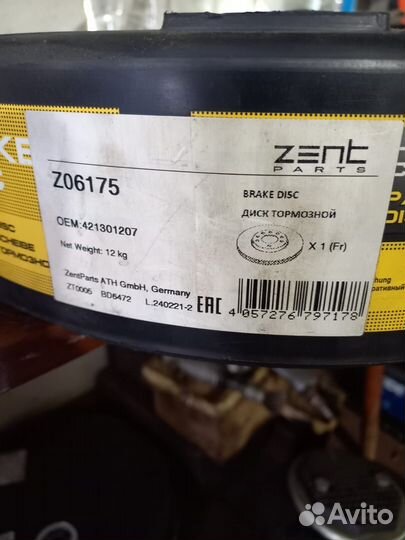 zent
PARTS
Z06175
BRAKE DISC
OEM:421301207
ДИСК ТОРМОЗНОЙ
Net Weight: 12 kg
X 1 (Fr)
ZentParts ATH GmbH, Germany
ZT0005 BD6472 L:240221-2
EAC
4 057276 797178
DISC
Avito